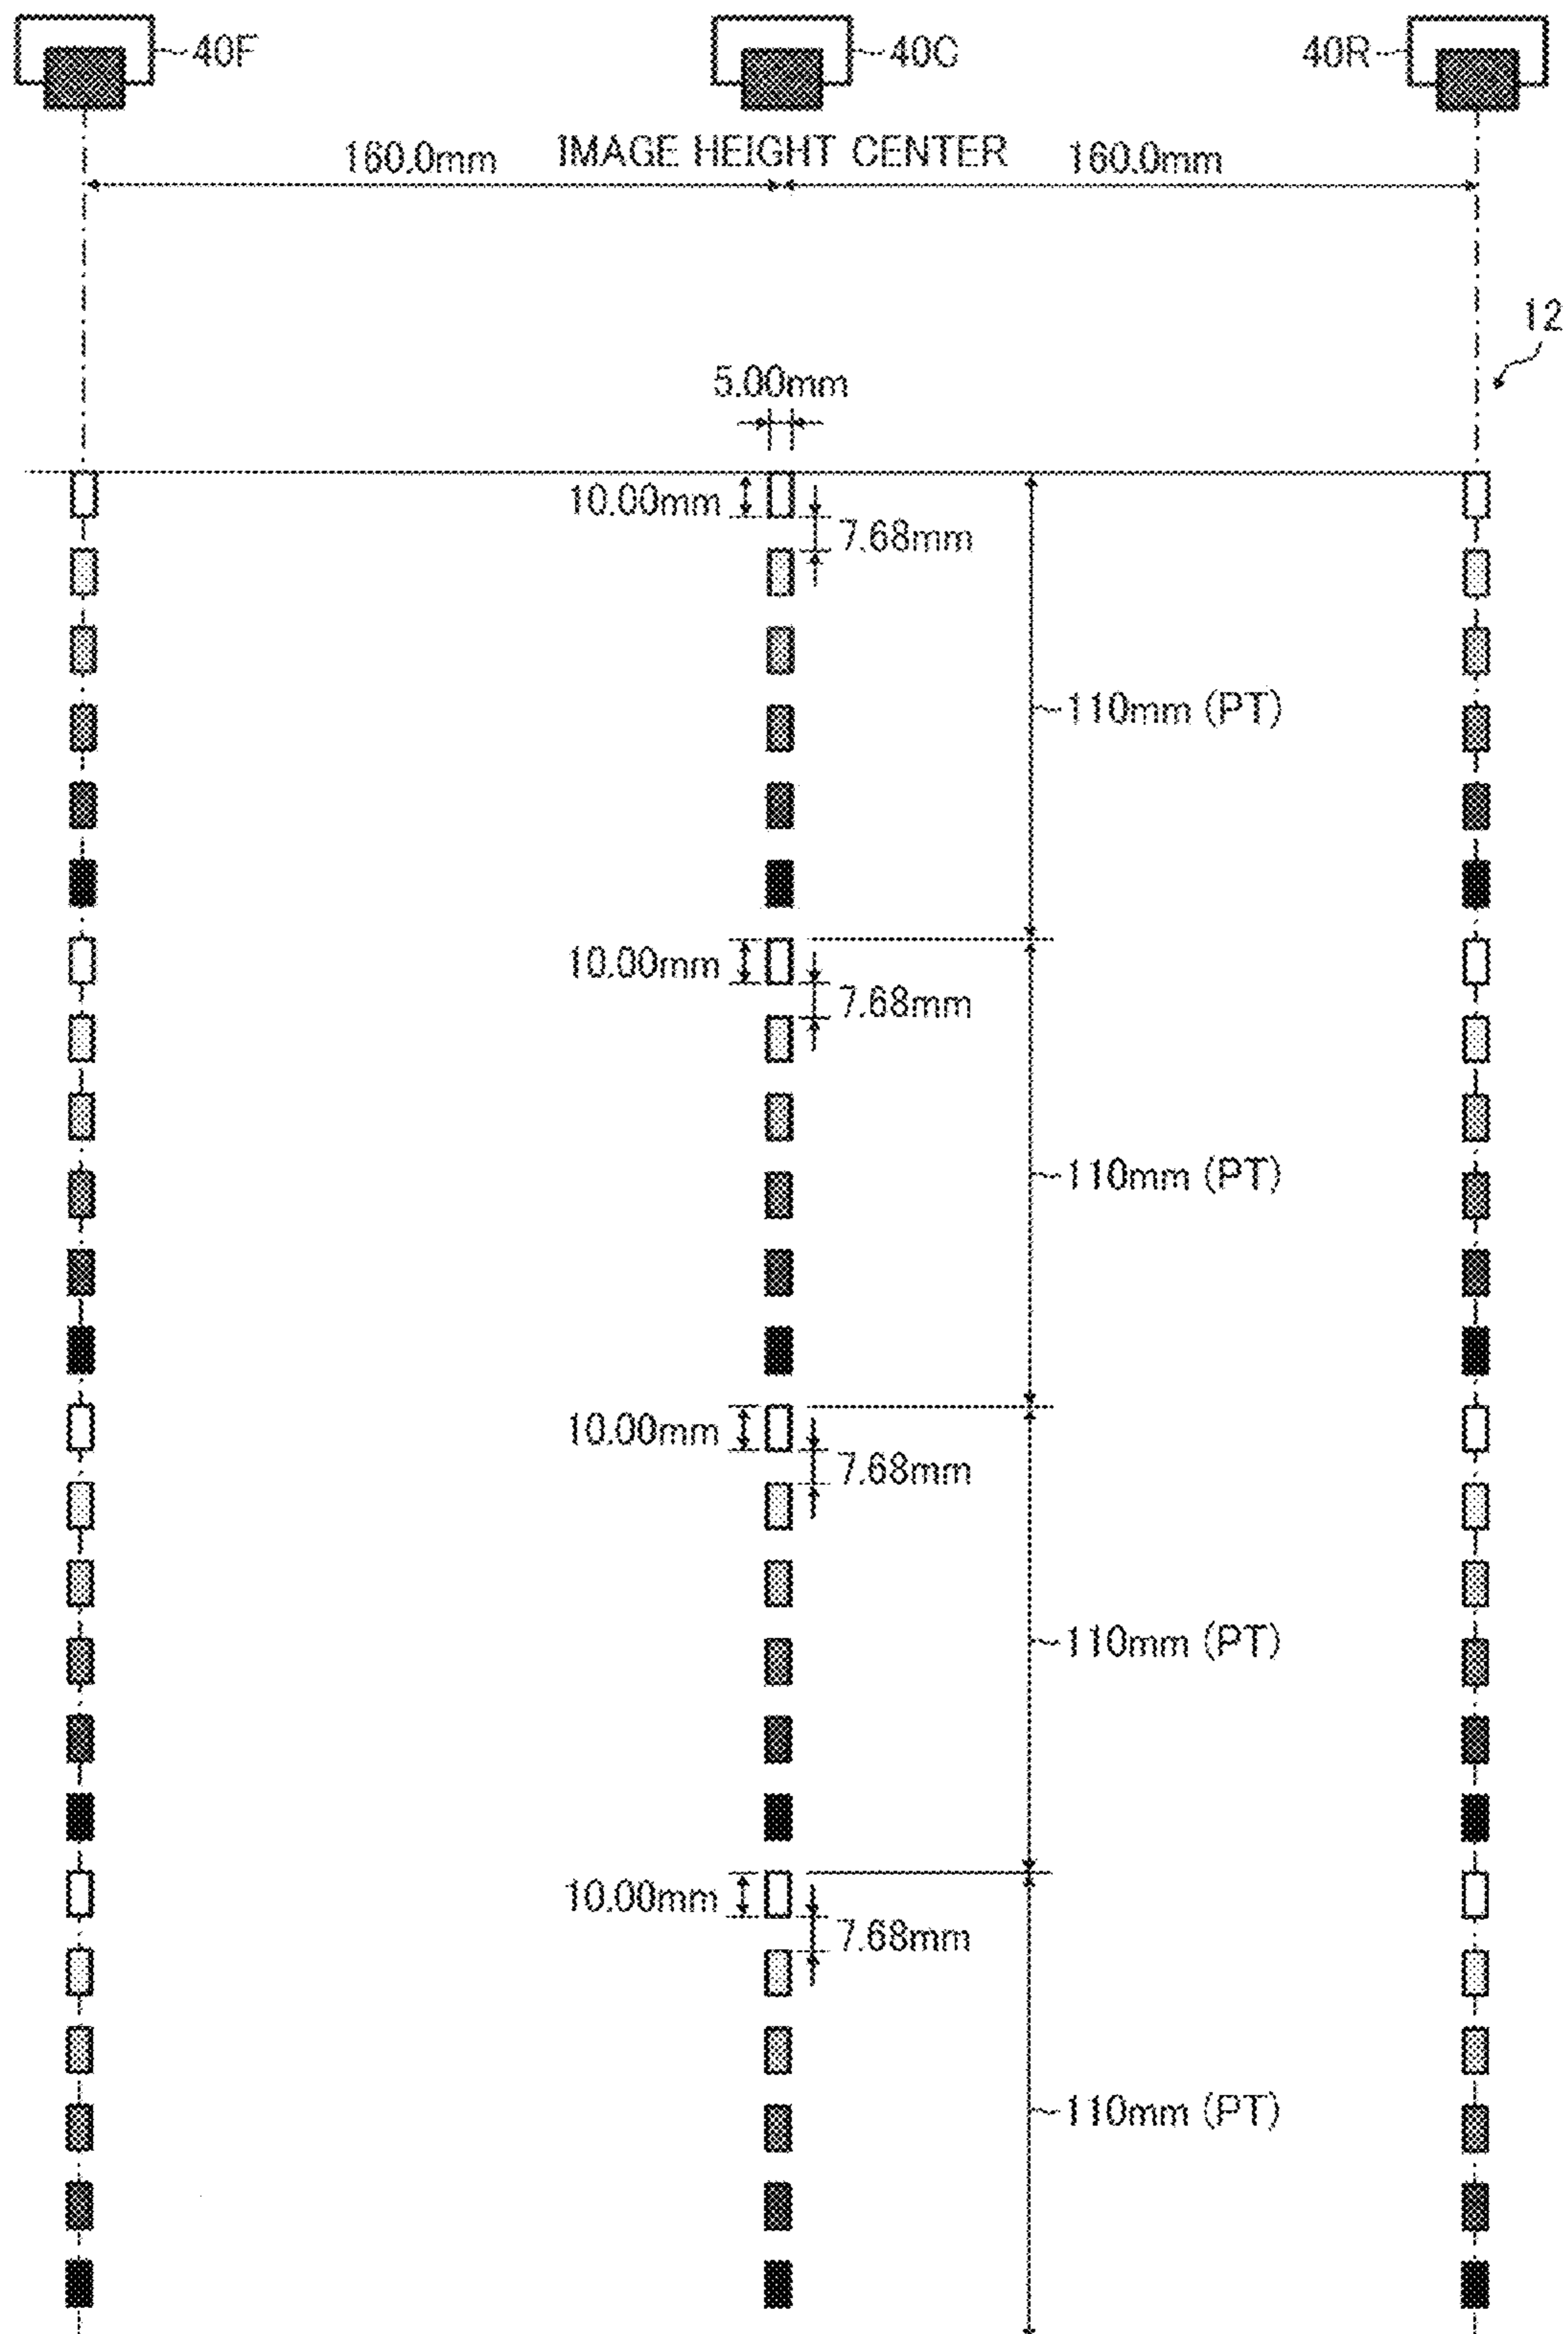 40F
40C
40R
160.0mm
IMAGE HEIGHT CENTER
160.0mm
12
5.00mm
10.00mm
7.68mm
110mm (PT)
10.00mm
7.68mm
110mm (PT)
10.00mm
7.68mm
110mm (PT)
10.00mm
7.68mm
110mm (PT)